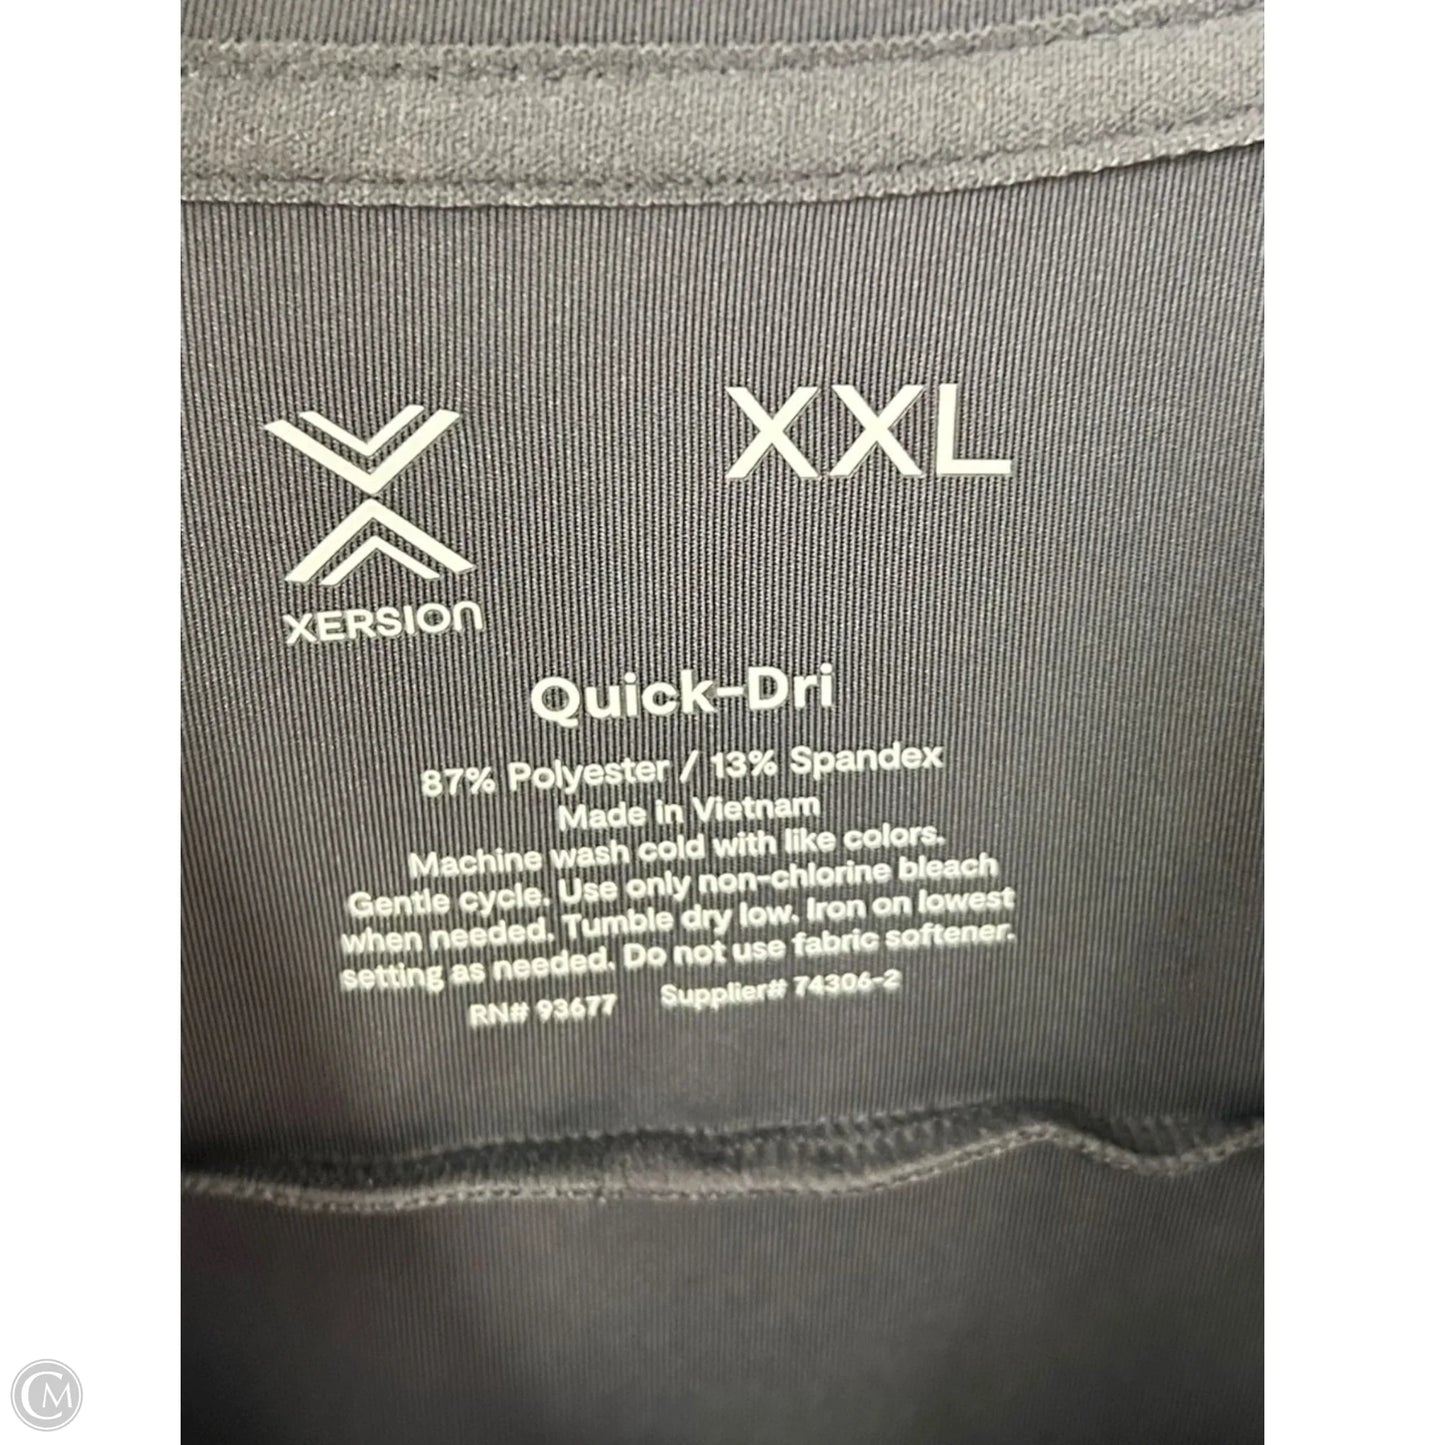 XXL
XERSION
Quick-Dri
87% Polyester / 13% Spandex
Made in Vietnam
Machine wash cold with like colors.
Gentle cycle. Use only non-chlorine bleach
when needed. Tumble dry low. Iron on lowest
setting as needed. Do not use fabric softener.
RN# 93677 Supplier# 74306-2
CM